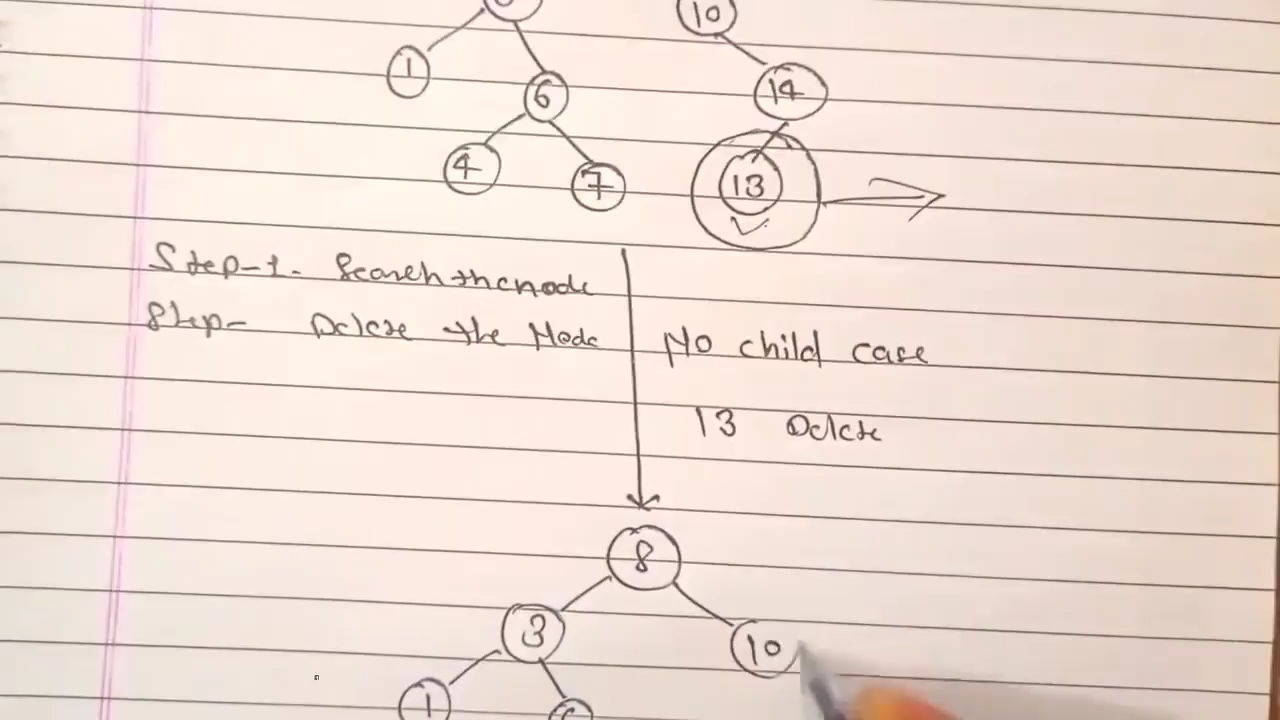 10
1
6
14
4
7
13
Step-1. Search the node
Step- Delete the Node
No child case
13 Delete
8
3
10
1